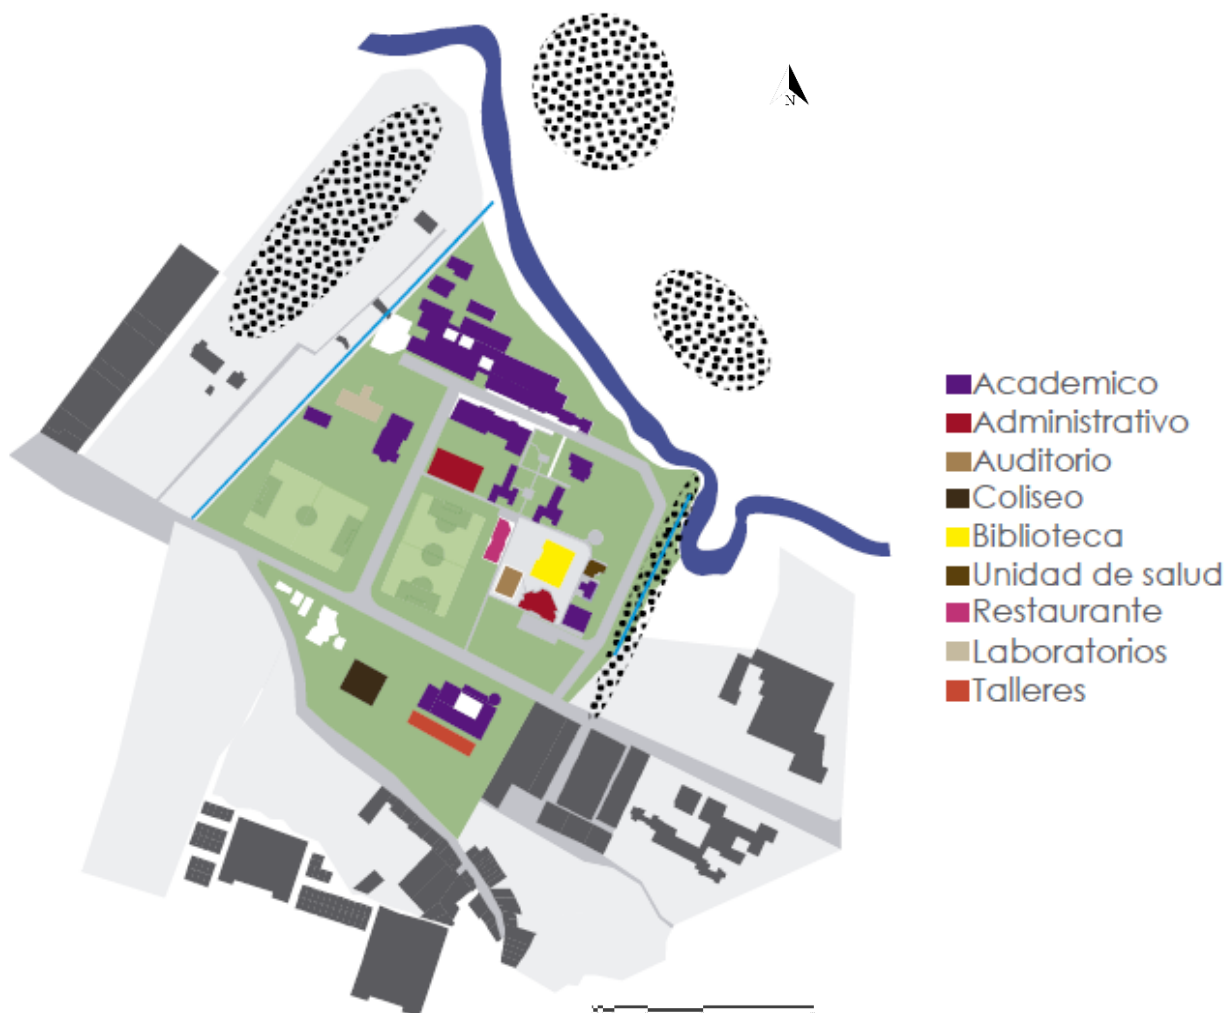 N
Academico
Administrativo
Auditorio
Coliseo
Biblioteca
Unidad de salud
Restaurante
Laboratorios
Talleres